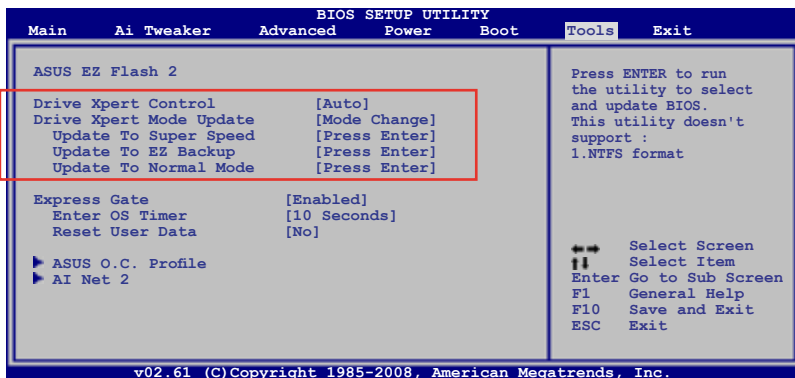 BIOS SETUP UTILITY
Main Ai Tweaker Advanced Power Boot Tools Exit
ASUS EZ Flash 2
Drive Xpert Control [Auto]
Drive Xpert Mode Update [Mode Change]
Update To Super Speed [Press Enter]
Update To EZ Backup [Press Enter]
Update To Normal Mode [Press Enter]
Express Gate [Enabled]
Enter OS Timer [10 Seconds]
Reset User Data [No]
ASUS O.C. Profile
AI Net 2
Press ENTER to run
the utility to select
and update BIOS.
This utility doesn't
support :
1.NTFS format
Select Screen
Select Item
Enter Go to Sub Screen
F1 General Help
F10 Save and Exit
ESC Exit
v02.61 (C)Copyright 1985-2008, American Megatrends, Inc.